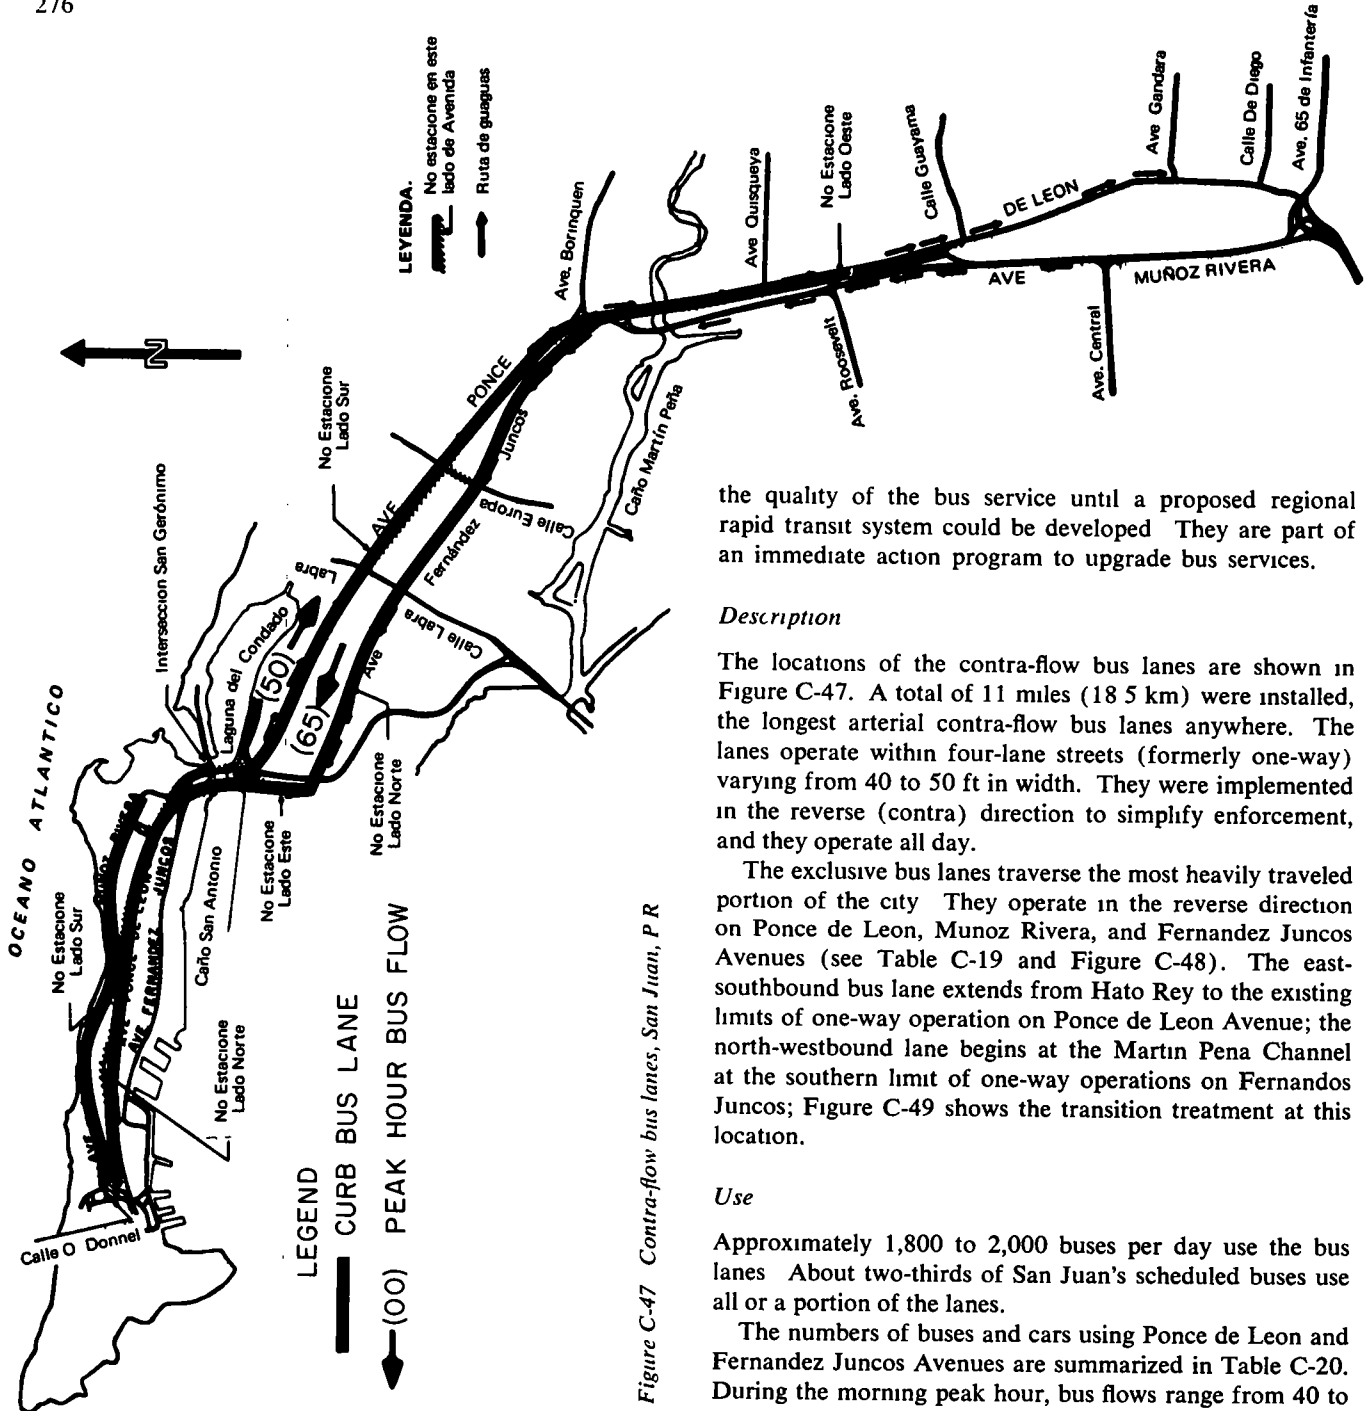 276
LEYENDA.
No estacione en este
lado de Avenida
Ruta de guaguas
N
OCEANO ATLANTICO
Intersección San Gerónimo
No Estacione
Lado Sur
Ave. Borinquen
Ave Quisqueya
No Estacione
Lado Oeste
Calle Guayama
Ave Gandara
Calle De Diego
Ave. 65 de Infantería
DE LEON
AVE
MUÑOZ RIVERA
Ave. Central
Ave. Roosevelt
PONCE
AVE
Juncos
Fernández
Ave
Calle Europa
Labra
Calle Labra
Caño Martín Peña
Laguna del Condado
(50)
(65)
No Estacione
Lado Norte
No Estacione
Lado Este
Caño San Antonio
No Estacione
Lado Sur
MUÑOZ RIVERA
AVE PONCE DE LEON
AVE FERNANDEZ JUNCOS
AVE
No Estacione
Lado Norte
Calle O Donnel
LEGEND
CURB BUS LANE
(00) PEAK HOUR BUS FLOW
Figure C-47 Contra-flow bus lanes, San Juan, P R
the quality of the bus service until a proposed regional
rapid transit system could be developed They are part of
an immediate action program to upgrade bus services.
Description
The locations of the contra-flow bus lanes are shown in
Figure C-47. A total of 11 miles (18 5 km) were installed,
the longest arterial contra-flow bus lanes anywhere. The
lanes operate within four-lane streets (formerly one-way)
varying from 40 to 50 ft in width. They were implemented
in the reverse (contra) direction to simplify enforcement,
and they operate all day.
The exclusive bus lanes traverse the most heavily traveled
portion of the city They operate in the reverse direction
on Ponce de Leon, Munoz Rivera, and Fernandez Juncos
Avenues (see Table C-19 and Figure C-48). The east-
southbound bus lane extends from Hato Rey to the existing
limits of one-way operation on Ponce de Leon Avenue; the
north-westbound lane begins at the Martin Pena Channel
at the southern limit of one-way operations on Fernandos
Juncos; Figure C-49 shows the transition treatment at this
location.
Use
Approximately 1,800 to 2,000 buses per day use the bus
lanes About two-thirds of San Juan's scheduled buses use
all or a portion of the lanes.
The numbers of buses and cars using Ponce de Leon and
Fernandez Juncos Avenues are summarized in Table C-20.
During the morning peak hour, bus flows range from 40 to